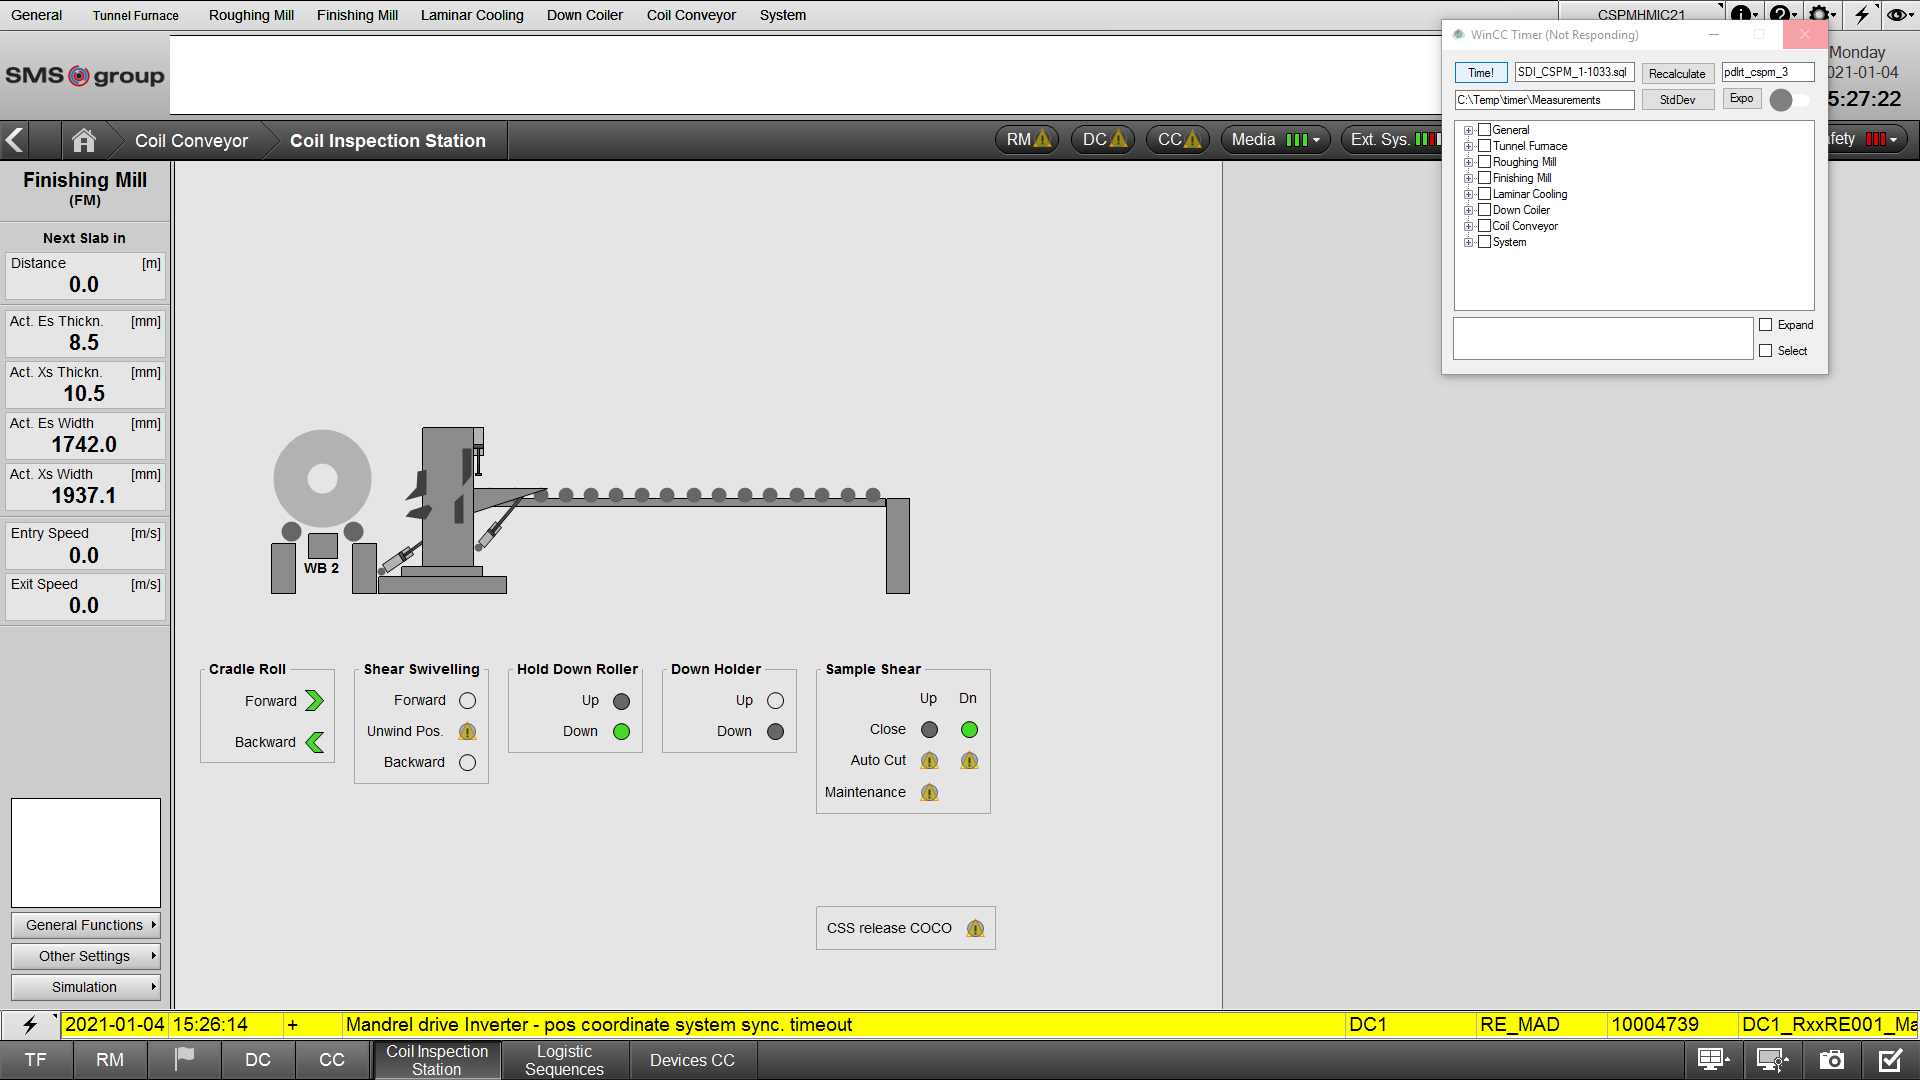 General Tunnel Furnace Roughing Mill Finishing Mill Laminar Cooling Down Coiler Coil Conveyor System CSPMHMIC21
SMS group
WinCC Timer (Not Responding)
Monday
2021-01-04
5:27:22
Time! SDI_CSPM_1-1033.sql Recalculate pdlrt_cspm_3
C:\Temp\timer\Measurements StdDev Expo
General
Tunnel Furnace
Roughing Mill
Finishing Mill
Laminar Cooling
Down Coiler
Coil Conveyor
System
Expand
Select
Coil Conveyor Coil Inspection Station RM DC CC Media Ext. Sys. fety
Finishing Mill
(FM)
Next Slab in
Distance [m]
0.0
Act. Es Thickn. [mm]
8.5
Act. Xs Thickn. [mm]
10.5
Act. Es Width [mm]
1742.0
Act. Xs Width [mm]
1937.1
Entry Speed [m/s]
0.0
Exit Speed [m/s]
0.0
WB 2
Cradle Roll
Forward
Backward
Shear Swivelling
Forward
Unwind Pos.
Backward
Hold Down Roller
Up
Down
Down Holder
Up
Down
Sample Shear
Up Dn
Close
Auto Cut
Maintenance
CSS release COCO
General Functions
Other Settings
Simulation
2021-01-04 15:26:14 + Mandrel drive Inverter - pos coordinate system sync. timeout DC1 RE_MAD 10004739 DC1_RxxRE001_Ma
TF RM DC CC Coil Inspection Station Logistic Sequences Devices CC